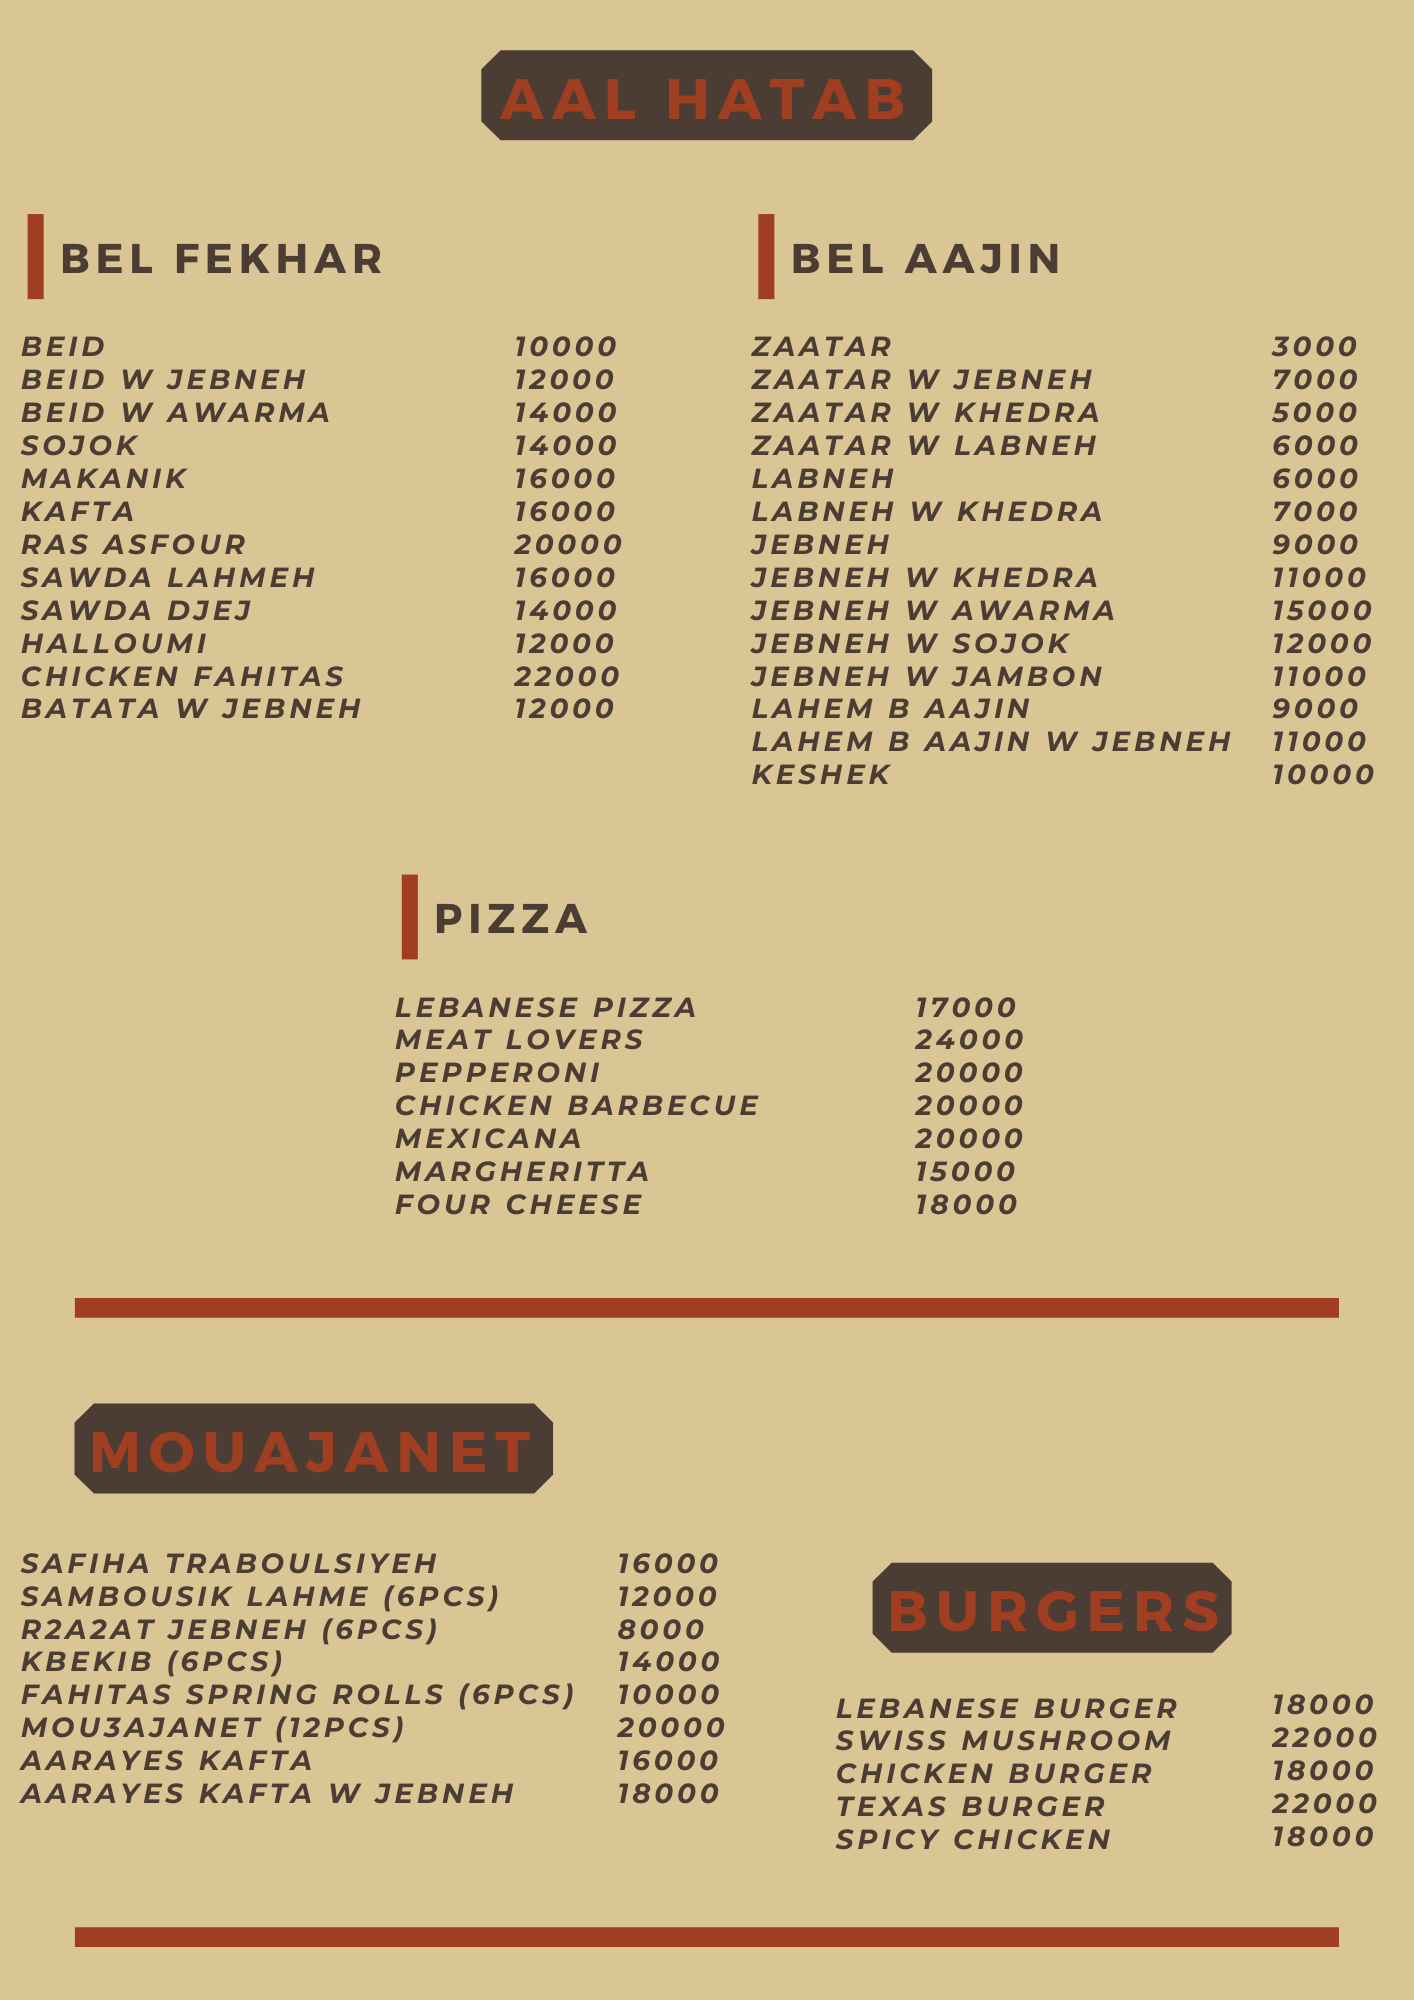 AAL HATAB
BEL FEKHAR
BEID 10000
BEID W JEBNEH 12000
BEID W AWARMA 14000
SOJOK 14000
MAKANIK 16000
KAFTA 16000
RAS ASFOUR 20000
SAWDA LAHMEH 16000
SAWDA DJEJ 14000
HALLOUMI 12000
CHICKEN FAHITAS 22000
BATATA W JEBNEH 12000
BEL AAJIN
ZAATAR 3000
ZAATAR W JEBNEH 7000
ZAATAR W KHEDRA 5000
ZAATAR W LABNEH 6000
LABNEH 6000
LABNEH W KHEDRA 7000
JEBNEH 9000
JEBNEH W KHEDRA 11000
JEBNEH W AWARMA 15000
JEBNEH W SOJOK 12000
JEBNEH W JAMBON 11000
LAHEM B AAJIN 9000
LAHEM B AAJIN W JEBNEH 11000
KESHEK 10000
PIZZA
LEBANESE PIZZA 17000
MEAT LOVERS 24000
PEPPERONI 20000
CHICKEN BARBECUE 20000
MEXICANA 20000
MARGHERITTA 15000
FOUR CHEESE 18000
MOUAJANET
SAFIHA TRABOULSIYEH 16000
SAMBOUSIK LAHME (6PCS) 12000
R2A2AT JEBNEH (6PCS) 8000
KBEKIB (6PCS) 14000
FAHITAS SPRING ROLLS (6PCS) 10000
MOU3AJANET (12PCS) 20000
AARAYES KAFTA 16000
AARAYES KAFTA W JEBNEH 18000
BURGERS
LEBANESE BURGER 18000
SWISS MUSHROOM 22000
CHICKEN BURGER 18000
TEXAS BURGER 22000
SPICY CHICKEN 18000